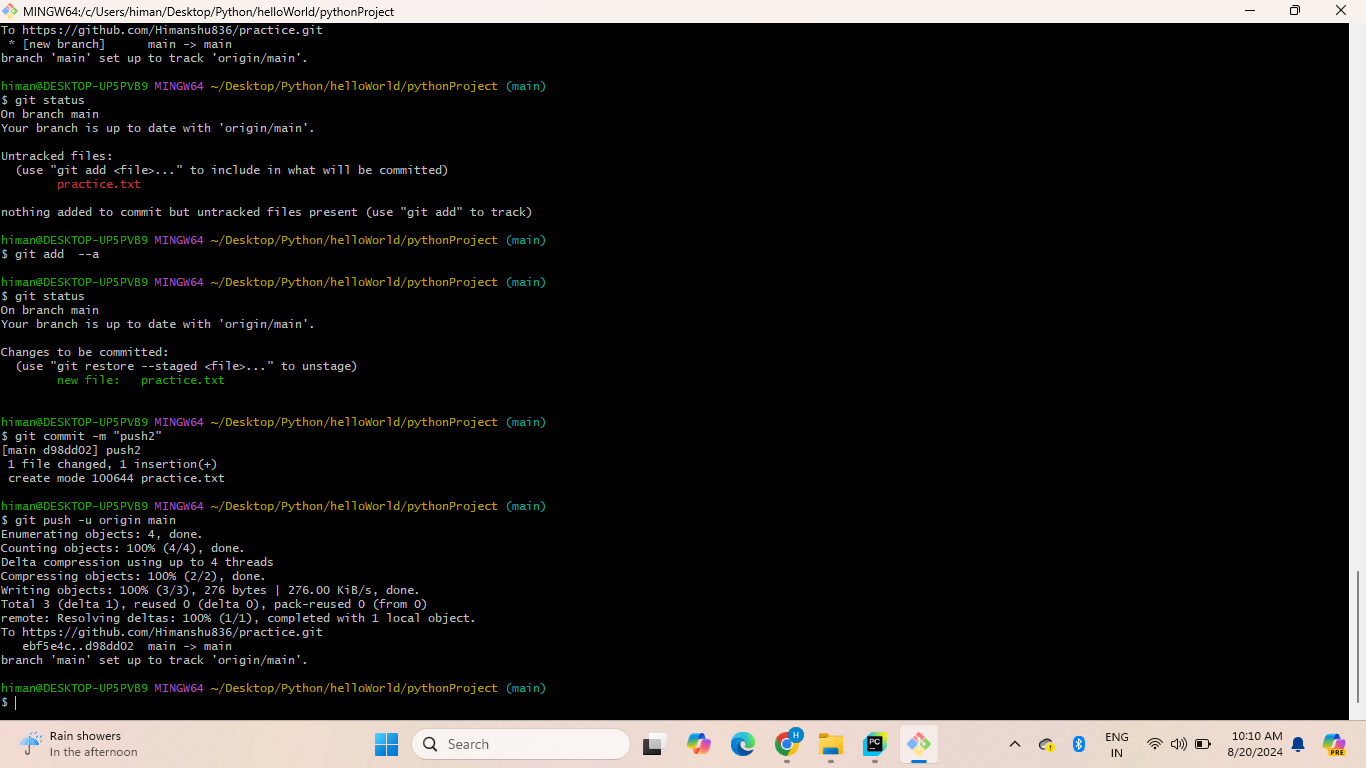 MINGW64:/c/Users/himan/Desktop/Python/helloWorld/pythonProject
To https://github.com/Himanshu836/practice.git
 * [new branch]      main -> main
branch 'main' set up to track 'origin/main'.
himan@DESKTOP-UP5PVB9 MINGW64 ~/Desktop/Python/helloWorld/pythonProject (main)
$ git status
On branch main
Your branch is up to date with 'origin/main'.
Untracked files:
  (use "git add <file>..." to include in what will be committed)
        practice.txt
nothing added to commit but untracked files present (use "git add" to track)
himan@DESKTOP-UP5PVB9 MINGW64 ~/Desktop/Python/helloWorld/pythonProject (main)
$ git add  --a
himan@DESKTOP-UP5PVB9 MINGW64 ~/Desktop/Python/helloWorld/pythonProject (main)
$ git status
On branch main
Your branch is up to date with 'origin/main'.
Changes to be committed:
  (use "git restore --staged <file>..." to unstage)
        new file:   practice.txt
himan@DESKTOP-UP5PVB9 MINGW64 ~/Desktop/Python/helloWorld/pythonProject (main)
$ git commit -m "push2"
[main d98dd02] push2
 1 file changed, 1 insertion(+)
 create mode 100644 practice.txt
himan@DESKTOP-UP5PVB9 MINGW64 ~/Desktop/Python/helloWorld/pythonProject (main)
$ git push -u origin main
Enumerating objects: 4, done.
Counting objects: 100% (4/4), done.
Delta compression using up to 4 threads
Compressing objects: 100% (2/2), done.
Writing objects: 100% (3/3), 276 bytes | 276.00 KiB/s, done.
Total 3 (delta 1), reused 0 (delta 0), pack-reused 0 (from 0)
remote: Resolving deltas: 100% (1/1), completed with 1 local object.
To https://github.com/Himanshu836/practice.git
   ebf5e4c..d98dd02  main -> main
branch 'main' set up to track 'origin/main'.
himan@DESKTOP-UP5PVB9 MINGW64 ~/Desktop/Python/helloWorld/pythonProject (main)
$
Rain showers
In the afternoon
Search
H
PC
ENG
IN
10:10 AM
8/20/2024
PRE